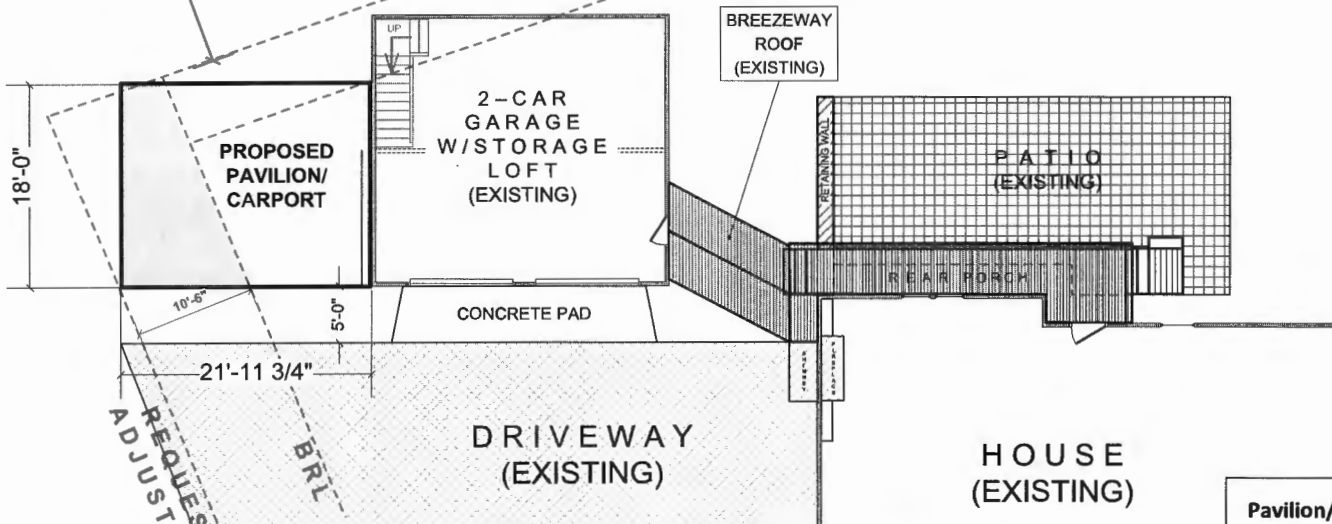 UP
BREEZEWAY
ROOF
(EXISTING)
2-CAR
GARAGE
W/STORAGE
LOFT
(EXISTING)
PROPOSED
PAVILION/
CARPORT
18'-0"
RETAINING WALL
PATIO
(EXISTING)
REAR PORCH
10'-6"
5'-0"
CONCRETE PAD
21'-11 3/4"
CHIMNEY
FIREPLACE
REQUES
ADJUST
BRL
DRIVEWAY
(EXISTING)
HOUSE
(EXISTING)
Pavilion/